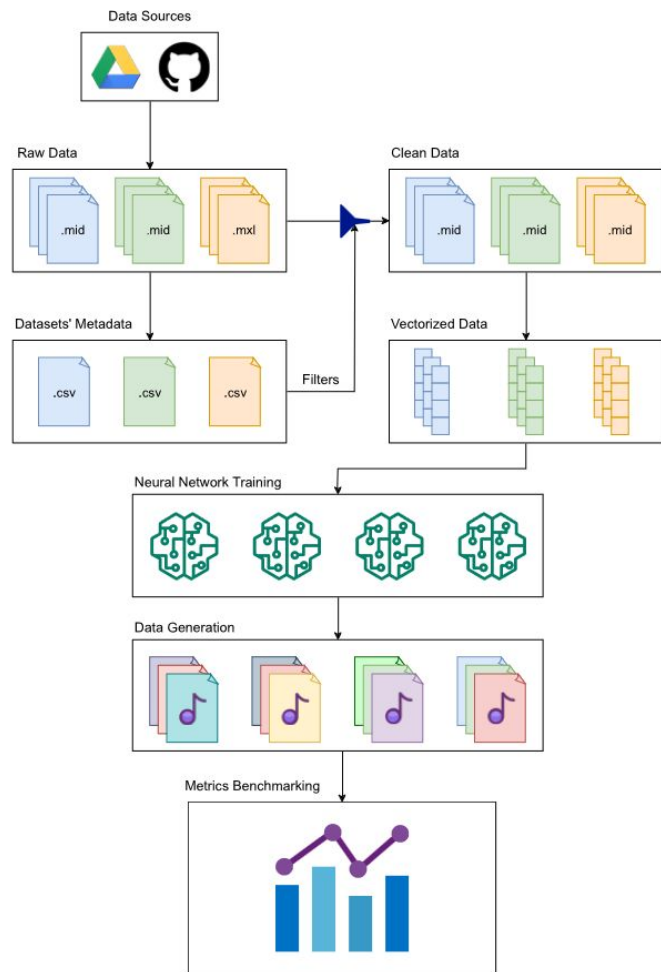 Data Sources
Raw Data
.mid
.mid
.mxl
Clean Data
.mid
.mid
.mid
Datasets' Metadata
.csv
.csv
.csv
Filters
Vectorized Data
Neural Network Training
Data Generation
Metrics Benchmarking